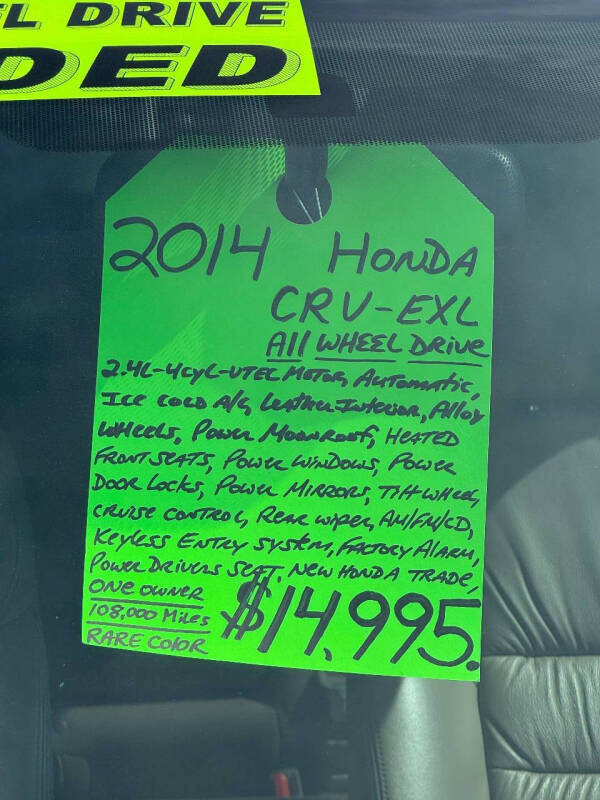 L DRIVE
DED
2014 HONDA
CRV-EXL
All WHEEL DRIVE
2.4L-4cyL-VTEC MOTOR, AUTOMATIC,
ICE COLD A/C, Leather Interior, Alloy
Wheels, Power Moonroof, HEATED
FRONT SEATS, Power WINDOWS, POWER
DOOR LOCKS, POWER MIRRORS, TILT WHEEL,
CRUISE CONTROL, REAR WIPER, AM/FM/CD,
KEYLESS ENTRY SYSTEM, FACTORY ALARM,
POWER DRIVERS SEAT, NEW HONDA TRADE,
ONE OWNER
108,000 Miles
RARE COLOR
$14,995.